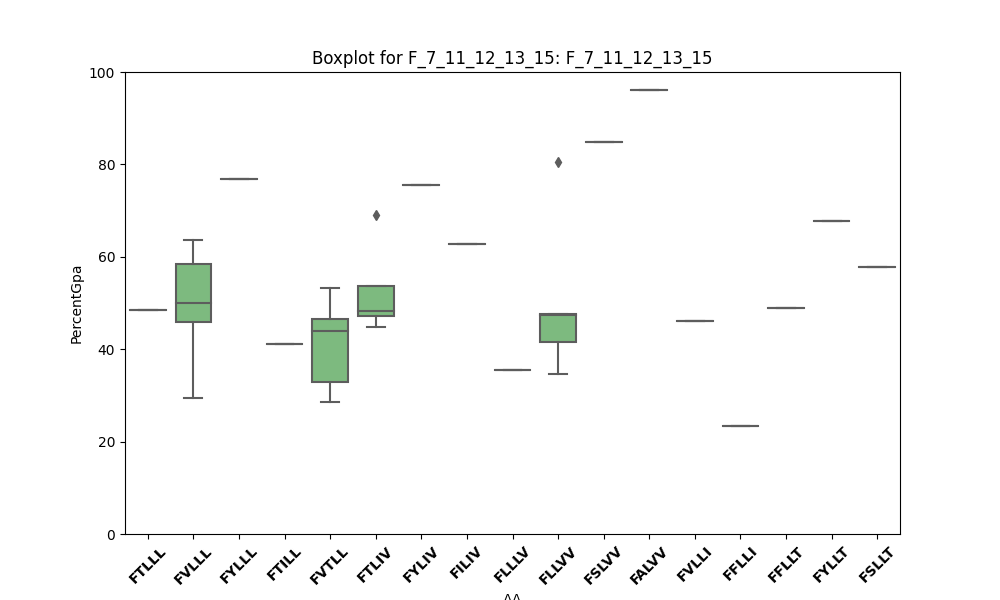 Boxplot for F_7_11_12_13_15: F_7_11_12_13_15
100
80
60
40
20
0
PercentGpa
FTLLL FVLLL FYLLL FTILL FVTLL FTLIV FYLIV FILIV FLLLV FLLVV FSLVV FALVV FVLLI FFLLI FFLLT FYLLT FSLLT
AA